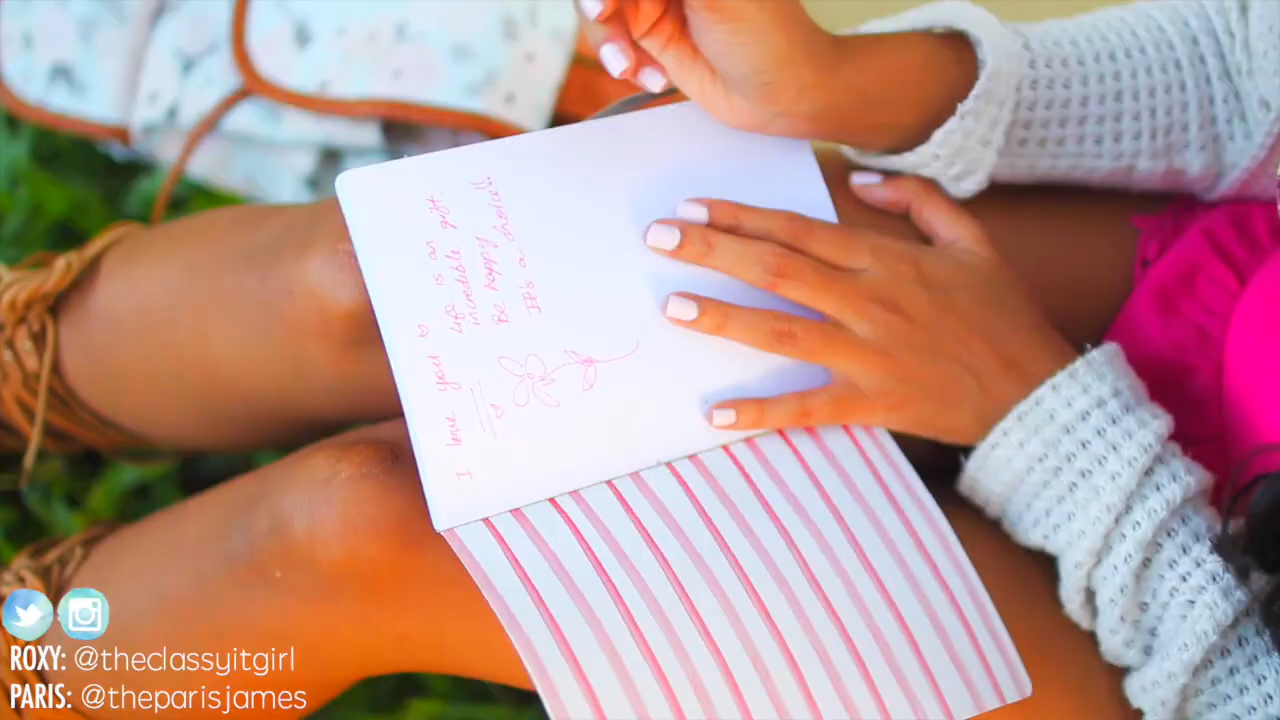 I love you
Life is an
incredible gift.
Be happy
It's a choice!!
ROXY: @theclassyitgirl
PARIS: @theparisjames